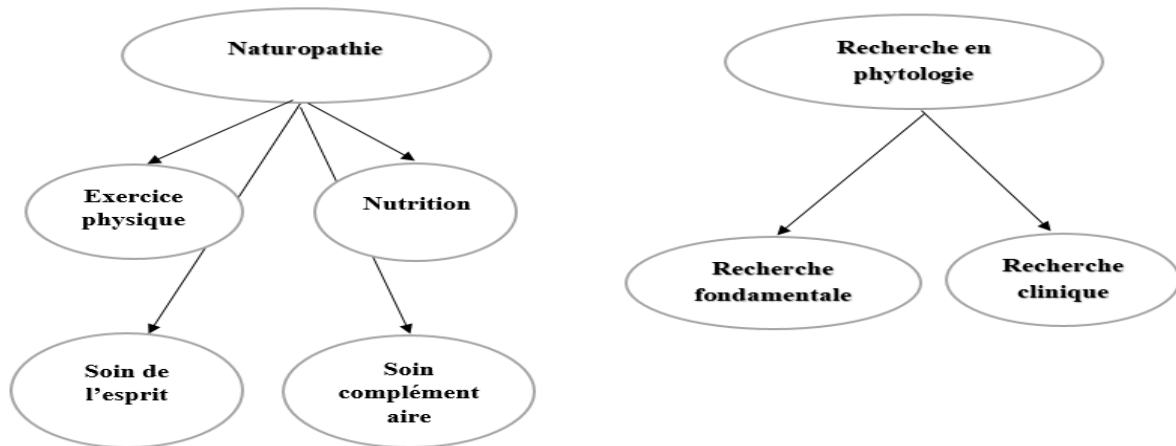 Naturopathie
Exercice
physique
Nutrition
Soin de
l’esprit
Soin
complément
aire
Recherche en
phytologie
Recherche
fondamentale
Recherche
clinique